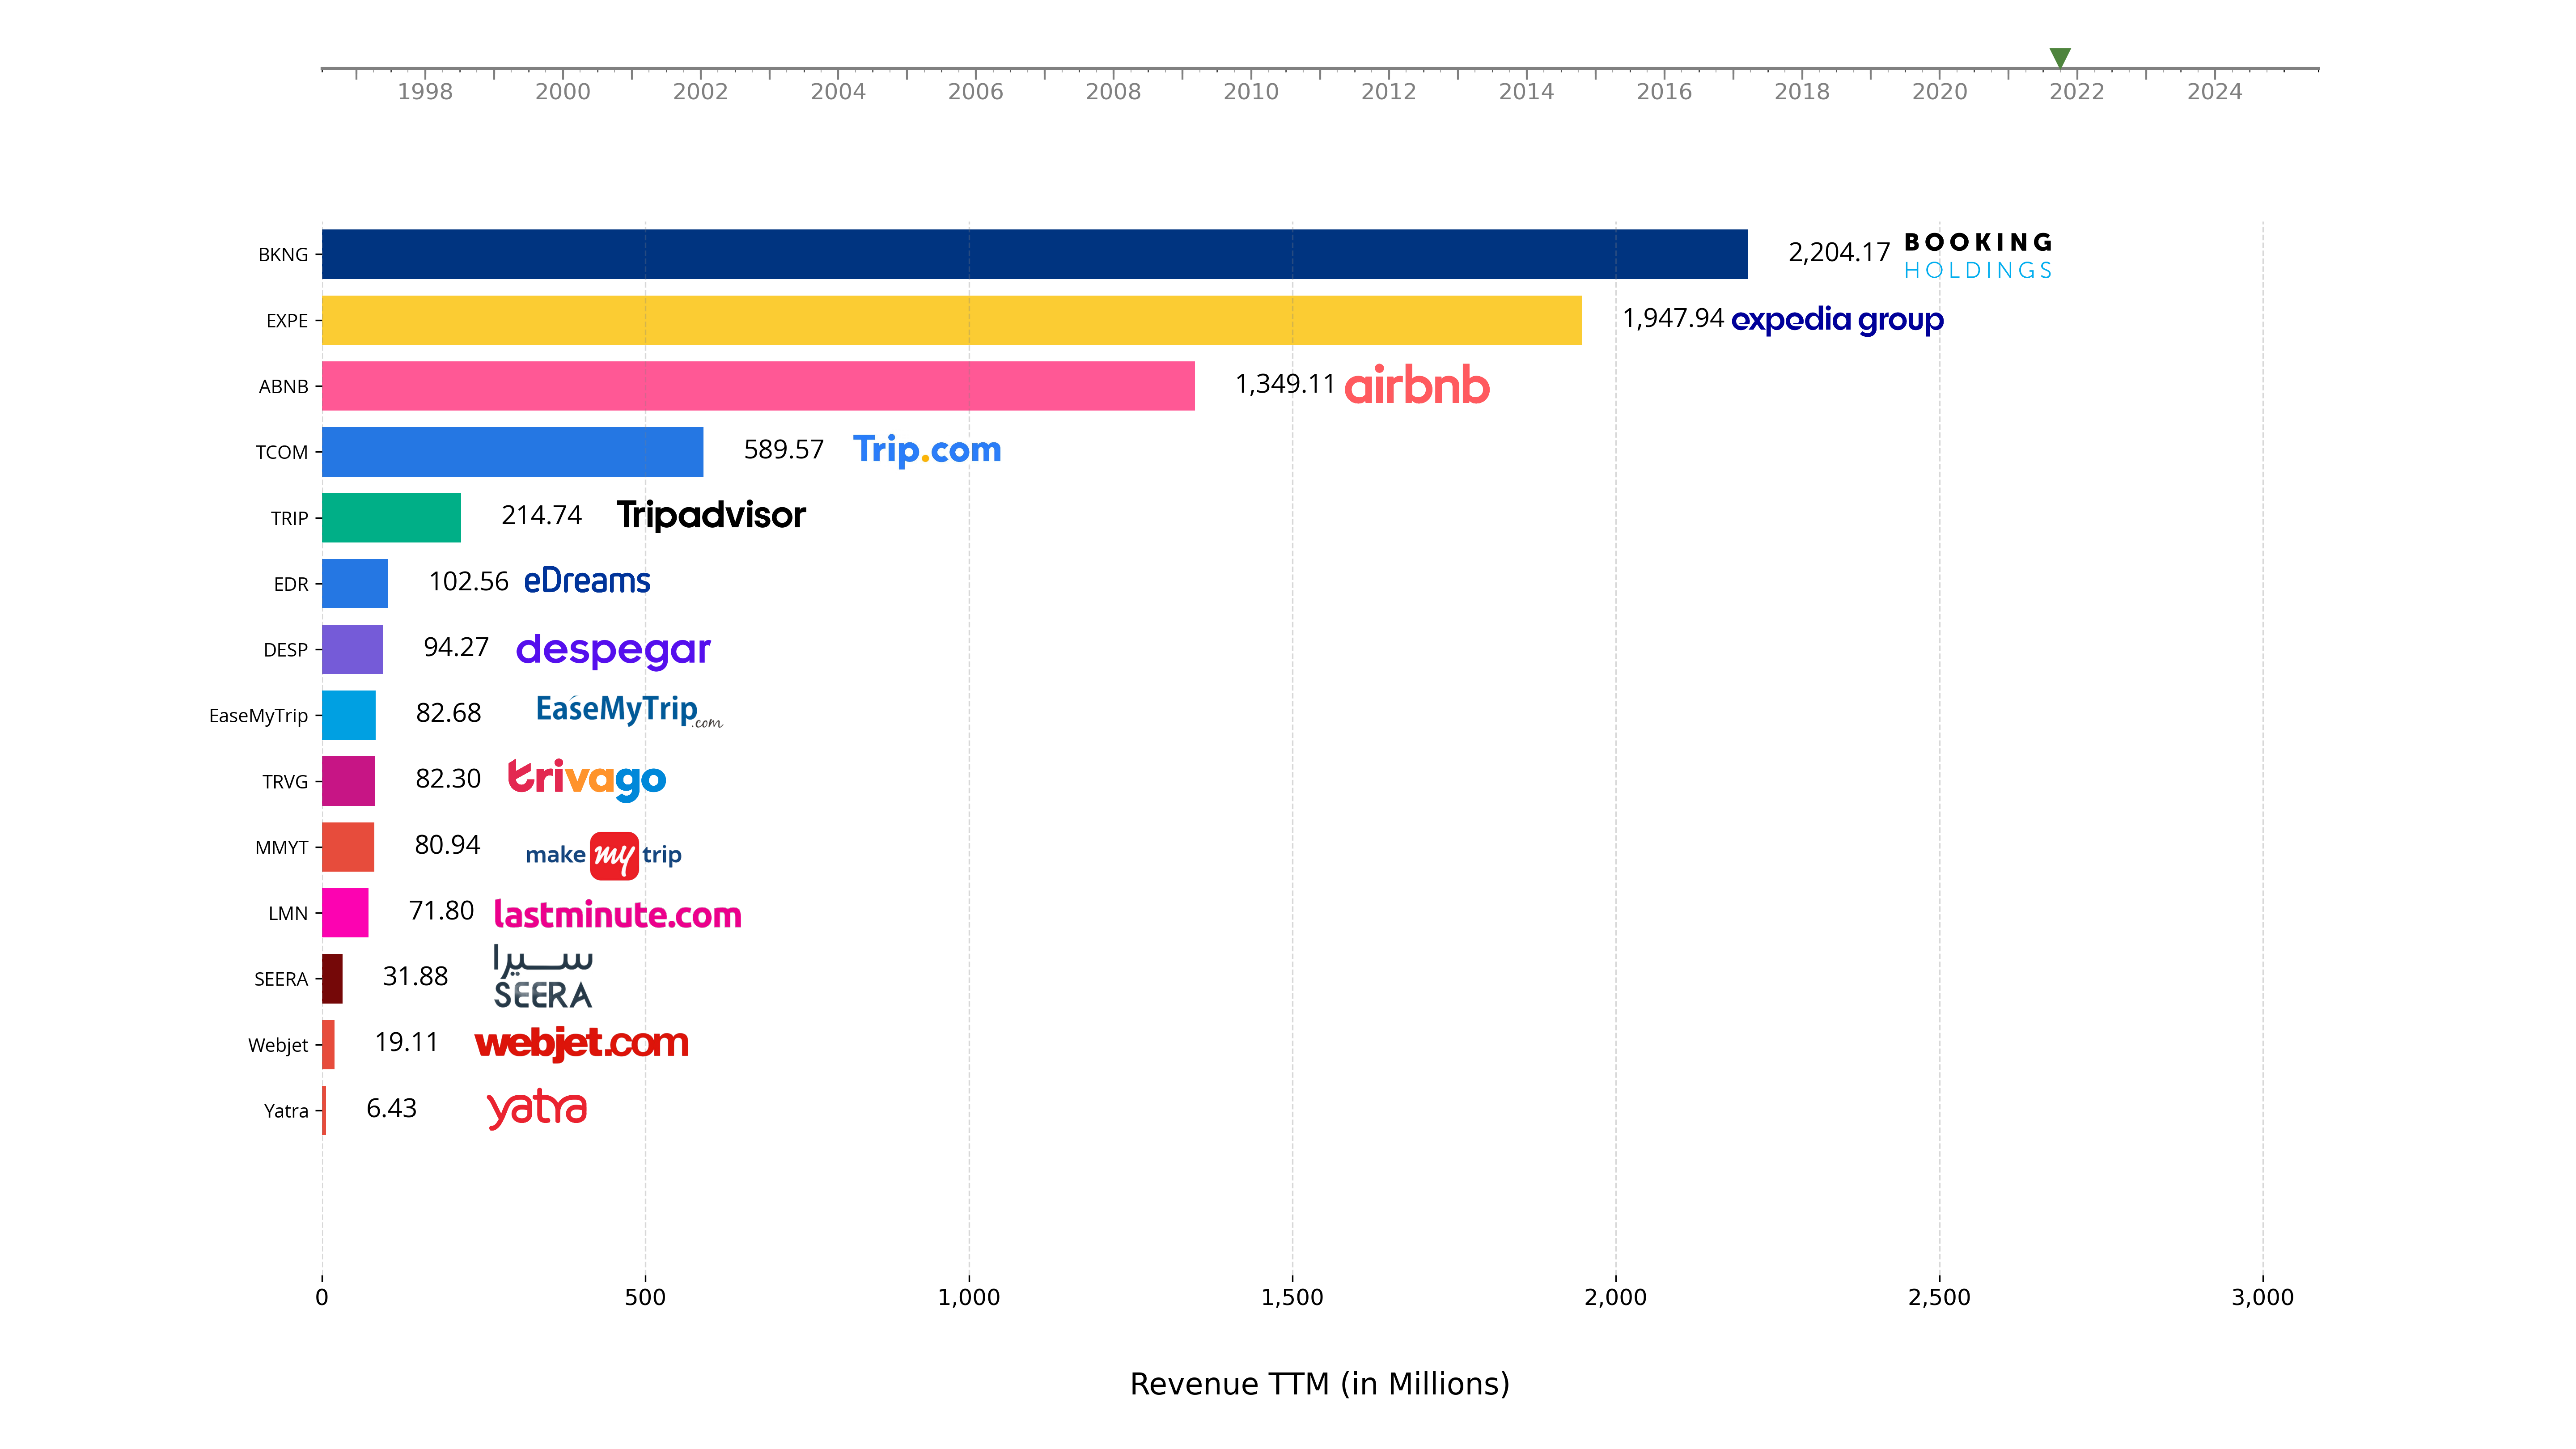 1998 2000 2002 2004 2006 2008 2010 2012 2014 2016 2018 2020 2022 2024
BKNG 2,204.17 BOOKING
HOLDINGS
EXPE 1,947.94 expedia group
ABNB 1,349.11 airbnb
TCOM 589.57 Trip.com
TRIP 214.74 Tripadvisor
EDR 102.56 eDreams
DESP 94.27 despegar
EaseMyTrip 82.68 EaseMyTrip.com
TRVG 82.30 trivago
MMYT 80.94 make my trip
LMN 71.80 lastminute.com
سيرا
SEERA 31.88 SEERA
Webjet 19.11 webjet.com
Yatra 6.43 yatra
0 500 1,000 1,500 2,000 2,500 3,000
Revenue TTM (in Millions)